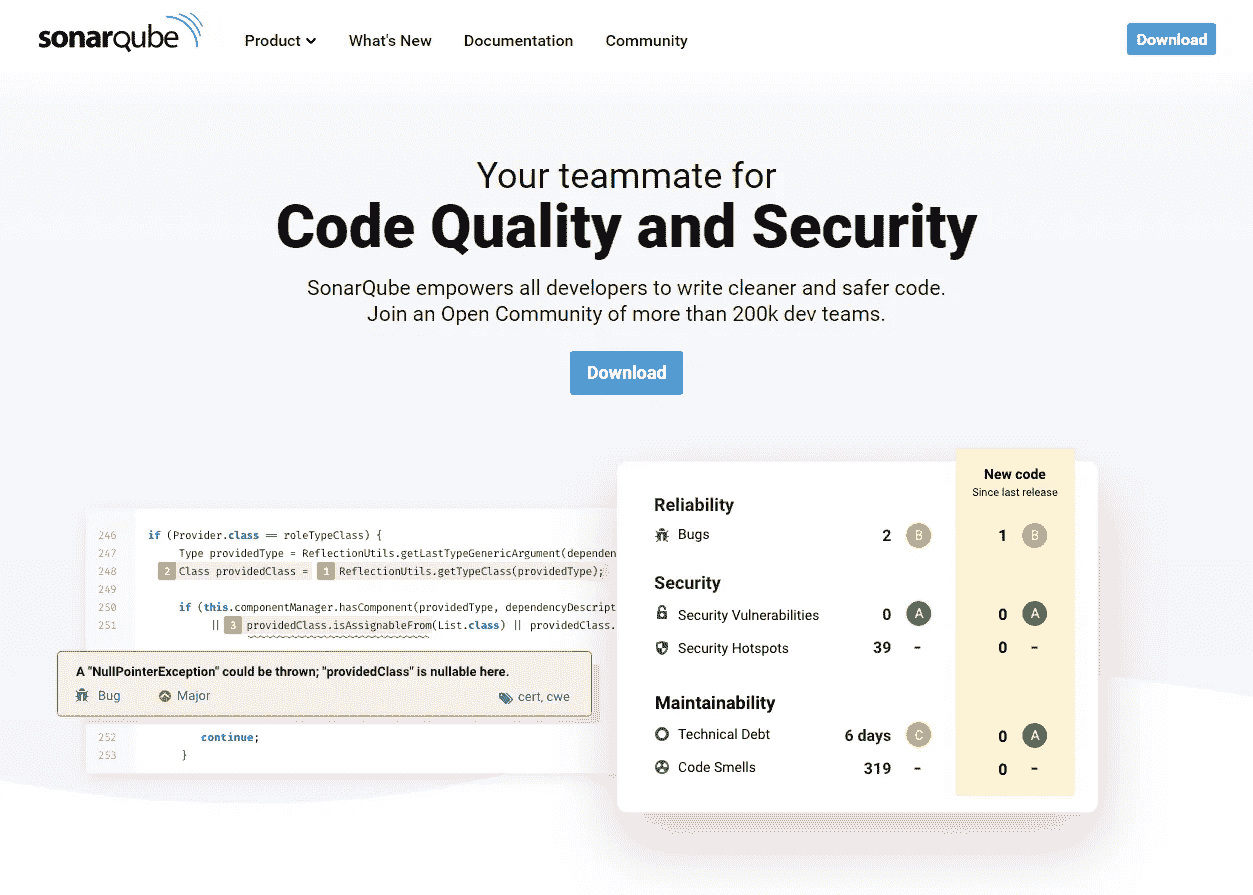 sonarqube
Product
What's New
Documentation
Community
Download
Your teammate for
Code Quality and Security
SonarQube empowers all developers to write cleaner and safer code.
Join an Open Community of more than 200k dev teams.
Download
246 if (Provider.class == roleTypeClass) {
247 Type providedType = ReflectionUtils.getLastTypeGenericArgument(dependen
248 2 Class providedClass = 1 ReflectionUtils.getTypeClass(providedType);
249
250 if (this.componentManager.hasComponent(providedType, dependencyDescript
251 || 3 providedClass.isAssignableFrom(List.class) || providedClass.
A "NullPointerException" could be thrown; "providedClass" is nullable here.
Bug Major cert, cwe
252 continue;
253 }
New code
Since last release
Reliability
Bugs 2 B 1 B
Security
Security Vulnerabilities 0 A 0 A
Security Hotspots 39 - 0 -
Maintainability
Technical Debt 6 days C 0 A
Code Smells 319 - 0 -